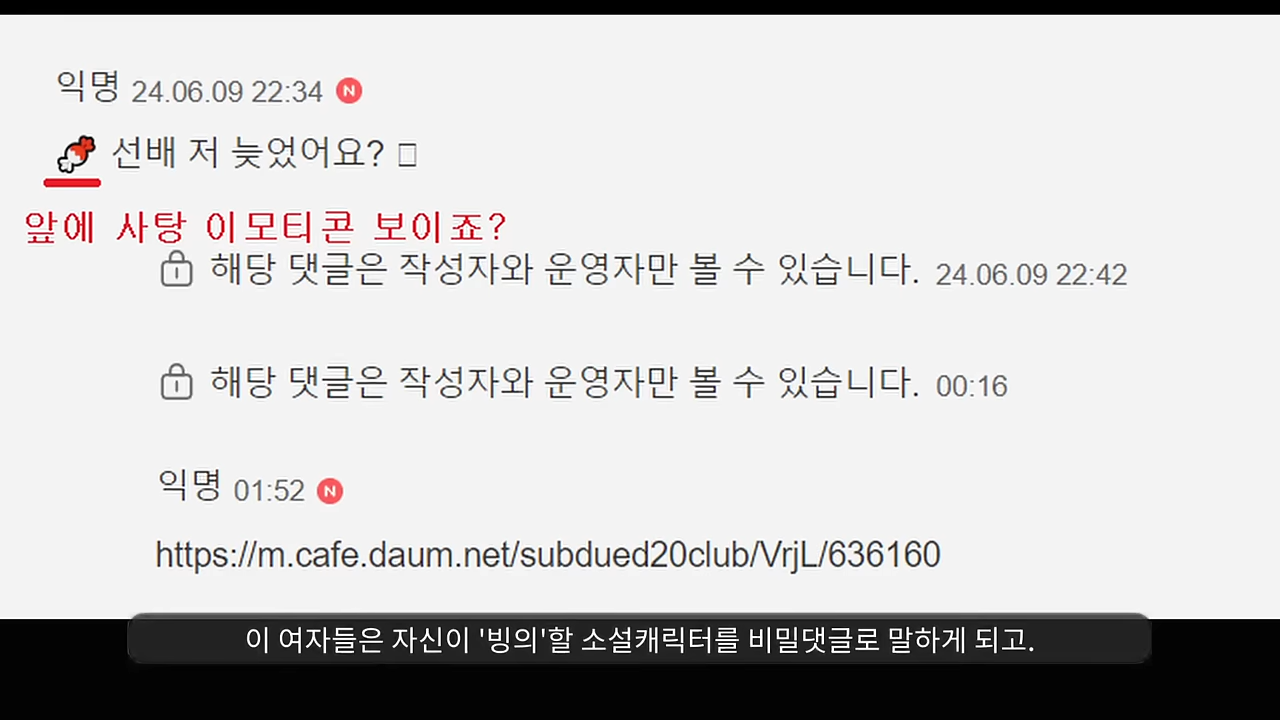 익명 24.06.09 22:34 N
🍖 선배 저 늦었어요? □
앞에 사탕 이모티콘 보이죠?
해당 댓글은 작성자와 운영자만 볼 수 있습니다. 24.06.09 22:42
해당 댓글은 작성자와 운영자만 볼 수 있습니다. 00:16
익명 01:52 N
https://m.cafe.daum.net/subdued20club/VrjL/636160
이 여자들은 자신이 '빙의'할 소설캐릭터를 비밀댓글로 말하게 되고.